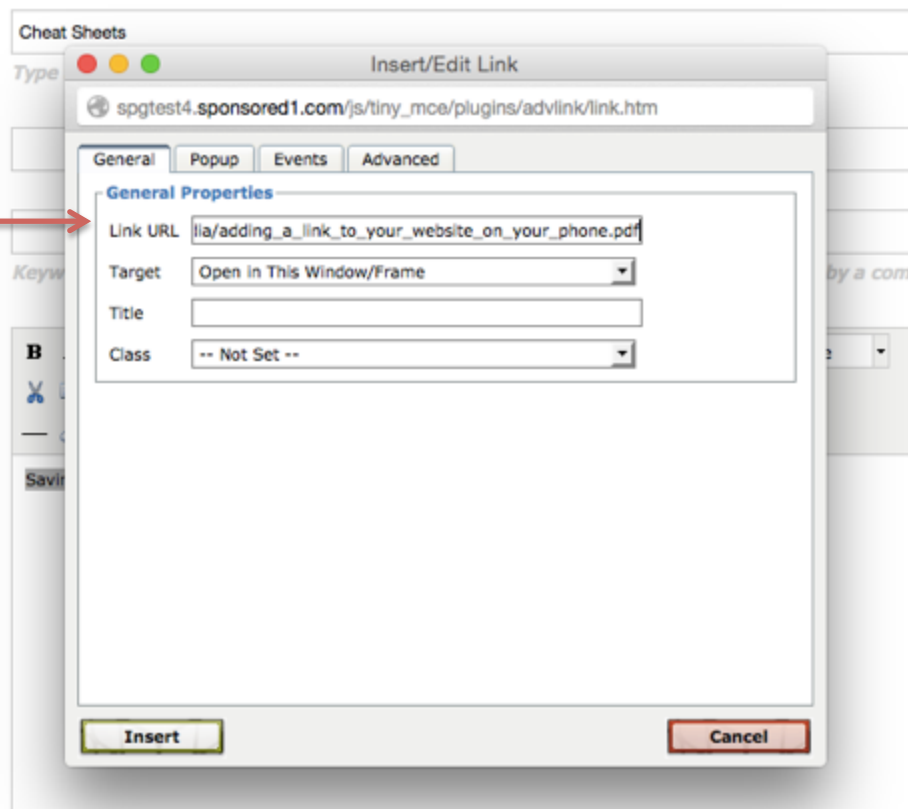 Cheat Sheets
Type
Insert/Edit Link
spgtest4.sponsored1.com/js/tiny_mce/plugins/advlink/link.htm
General Popup Events Advanced
General Properties
Link URL lia/adding_a_link_to_your_website_on_your_phone.pdf
Target Open in This Window/Frame
Keyw by a com
Title
B
Class -- Not Set --
Savin
Insert Cancel